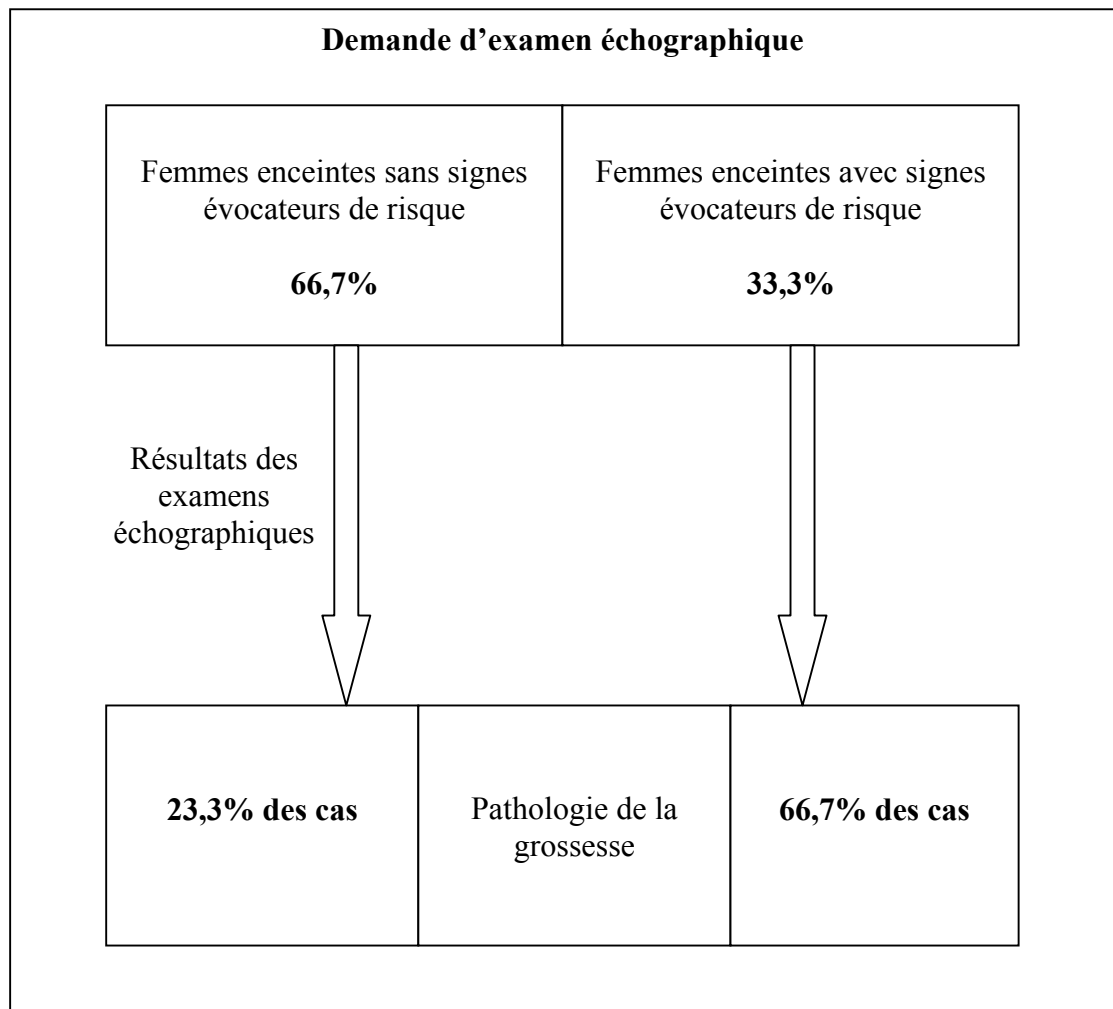 Demande d’examen échographique
Femmes enceintes sans signes
évocateurs de risque
66,7%
Femmes enceintes avec signes
évocateurs de risque
33,3%
Résultats des
examens
échographiques
23,3% des cas
Pathologie de la
grossesse
66,7% des cas